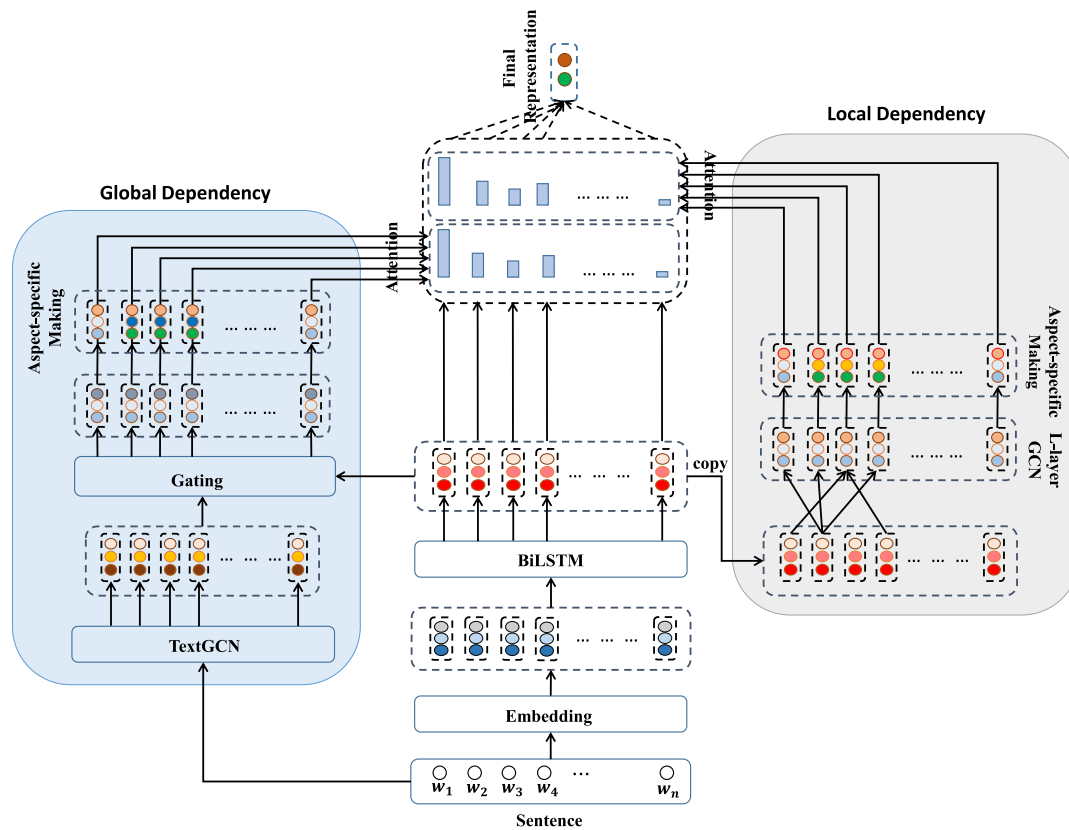 Final
Representation
Local Dependency
Global Dependency
Attention
Attention
... ... ...
Attention
... ... ...
Aspect-specific
Making
... ... ...
... ... ...
Gating
... ... ...
TextGCN
Aspect-specific
Making
... ... ...
L-layer
GCN
... ... ...
... ... ...
copy
... ... ...
BiLSTM
... ... ...
Embedding
w1 w2 w3 w4 ... wn
Sentence